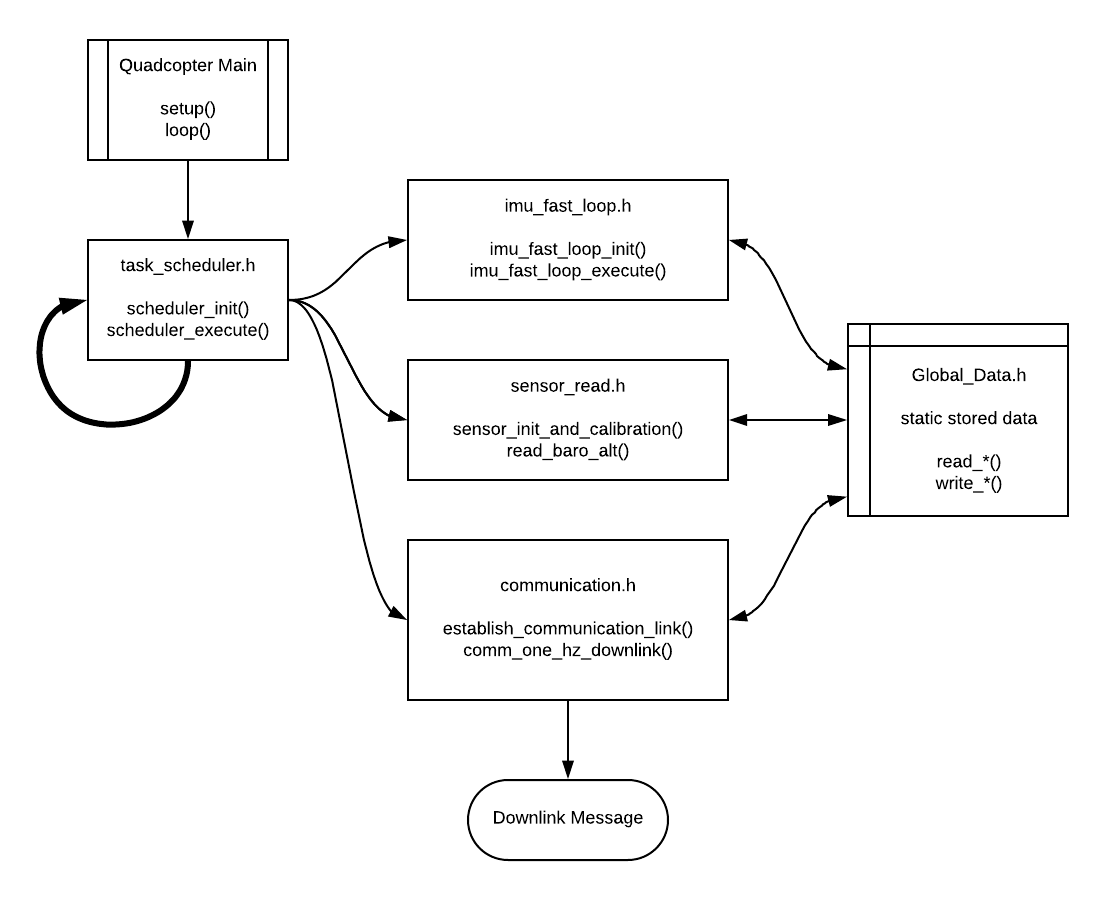 Quadcopter Main
setup()
loop()
task_scheduler.h
scheduler_init()
scheduler_execute()
imu_fast_loop.h
imu_fast_loop_init()
imu_fast_loop_execute()
sensor_read.h
sensor_init_and_calibration()
read_baro_alt()
communication.h
establish_communication_link()
comm_one_hz_downlink()
Global_Data.h
static stored data
read_*()
write_*()
Downlink Message